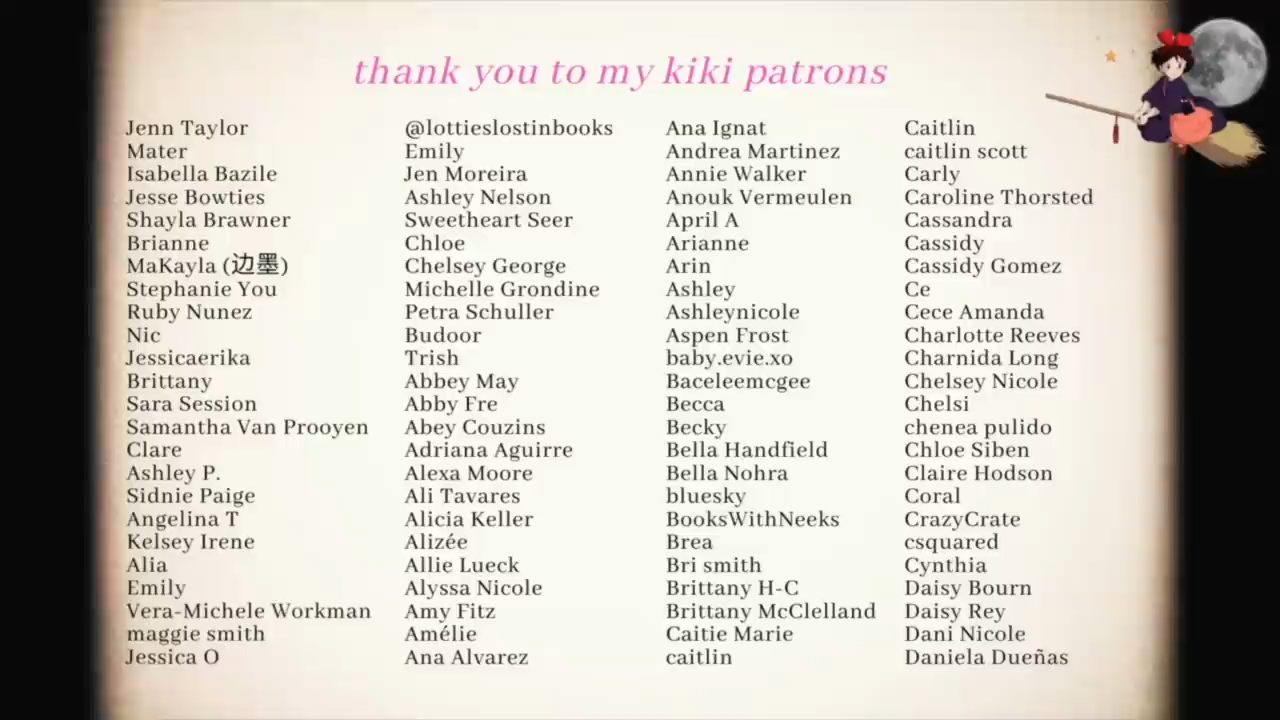 thank you to my kiki patrons
Jenn Taylor
Mater
Isabella Bazile
Jesse Bowties
Shayla Brawner
Brianne
MaKayla (边墨)
Stephanie You
Ruby Nunez
Nic
Jessicaerika
Brittany
Sara Session
Samantha Van Prooyen
Clare
Ashley P.
Sidnie Paige
Angelina T
Kelsey Irene
Alia
Emily
Vera-Michele Workman
maggie smith
Jessica O
@lottieslostinbooks
Emily
Jen Moreira
Ashley Nelson
Sweetheart Seer
Chloe
Chelsey George
Michelle Grondine
Petra Schuller
Budoor
Trish
Abbey May
Abby Fre
Abey Couzins
Adriana Aguirre
Alexa Moore
Ali Tavares
Alicia Keller
Alizée
Allie Lueck
Alyssa Nicole
Amy Fitz
Amélie
Ana Alvarez
Ana Ignat
Andrea Martinez
Annie Walker
Anouk Vermeulen
April A
Arianne
Arin
Ashley
Ashleynicole
Aspen Frost
baby.evie.xo
Baceleemcgee
Becca
Becky
Bella Handfield
Bella Nohra
bluesky
BooksWithNeeks
Brea
Bri smith
Brittany H-C
Brittany McClelland
Caitie Marie
caitlin
Caitlin
caitlin scott
Carly
Caroline Thorsted
Cassandra
Cassidy
Cassidy Gomez
Ce
Cece Amanda
Charlotte Reeves
Charnida Long
Chelsey Nicole
Chelsi
chenea pulido
Chloe Siben
Claire Hodson
Coral
CrazyCrate
csquared
Cynthia
Daisy Bourn
Daisy Rey
Dani Nicole
Daniela Dueñas